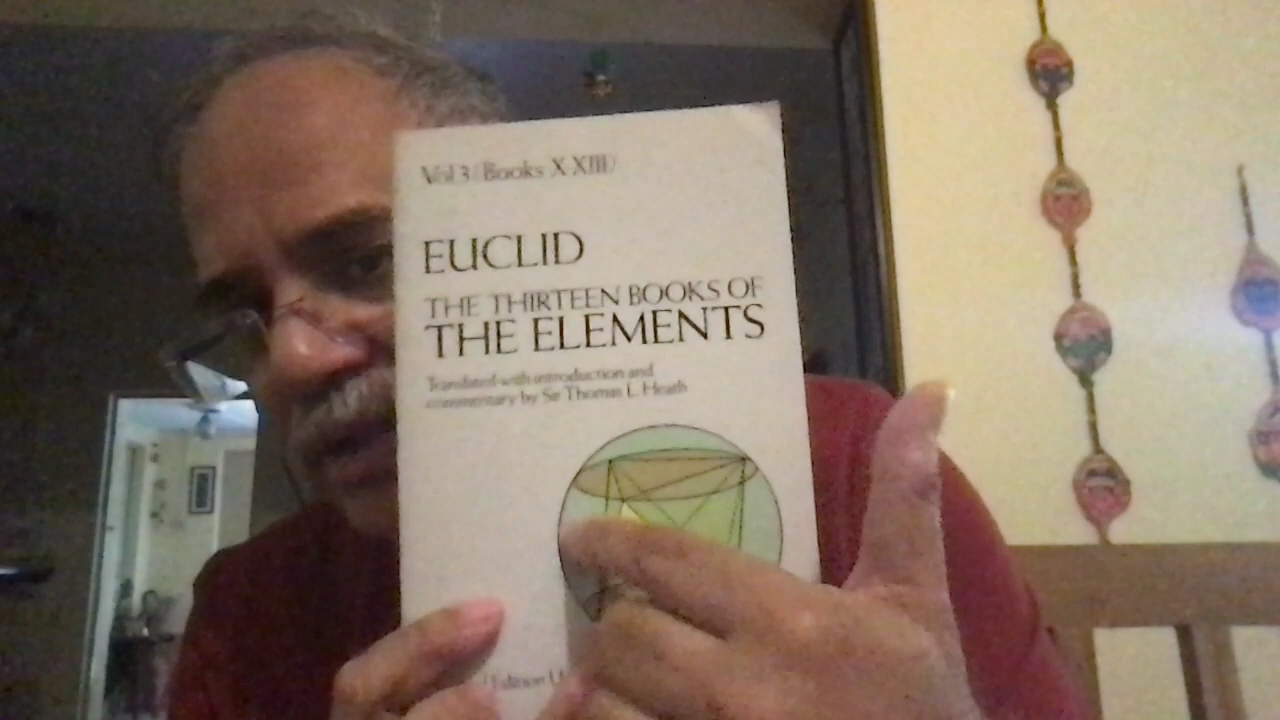 Vol. 3 (Books X-XIII)
EUCLID
THE THIRTEEN BOOKS OF
THE ELEMENTS
Translated with introduction and
commentary by Sir Thomas L. Heath
Edition